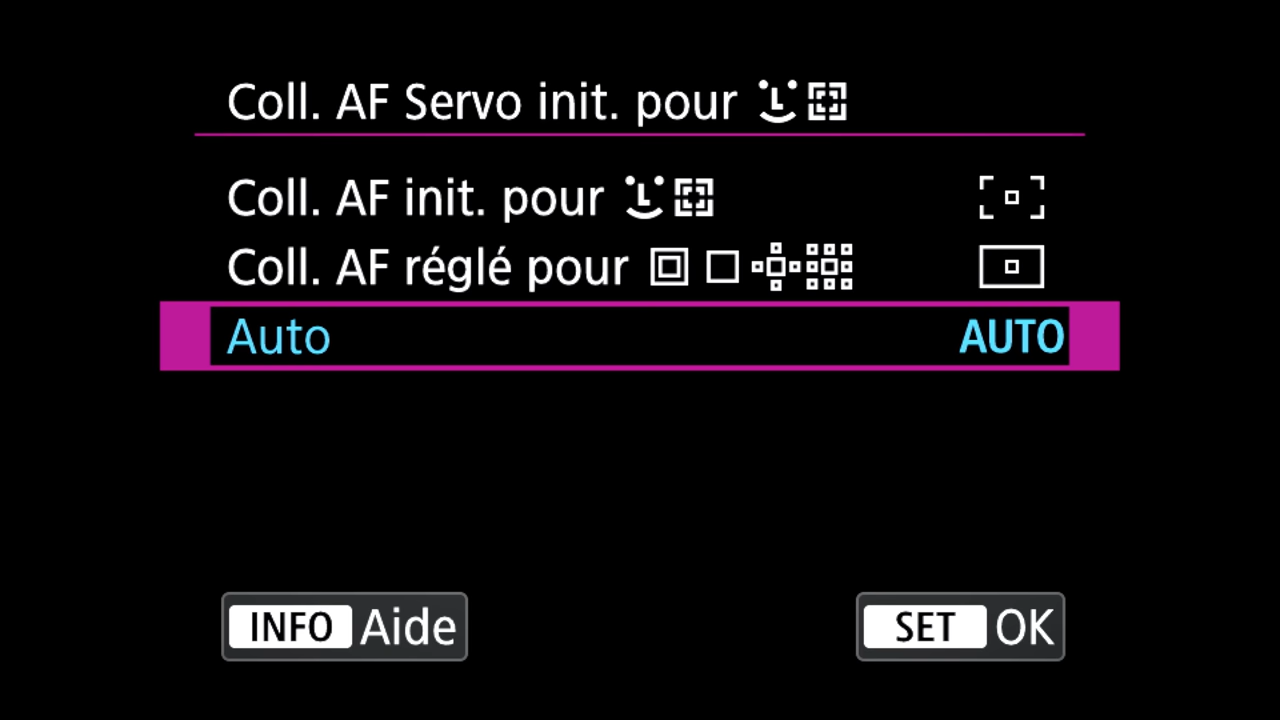 Coll. AF Servo init. pour
Coll. AF init. pour
Coll. AF réglé pour
Auto AUTO
INFO Aide SET OK